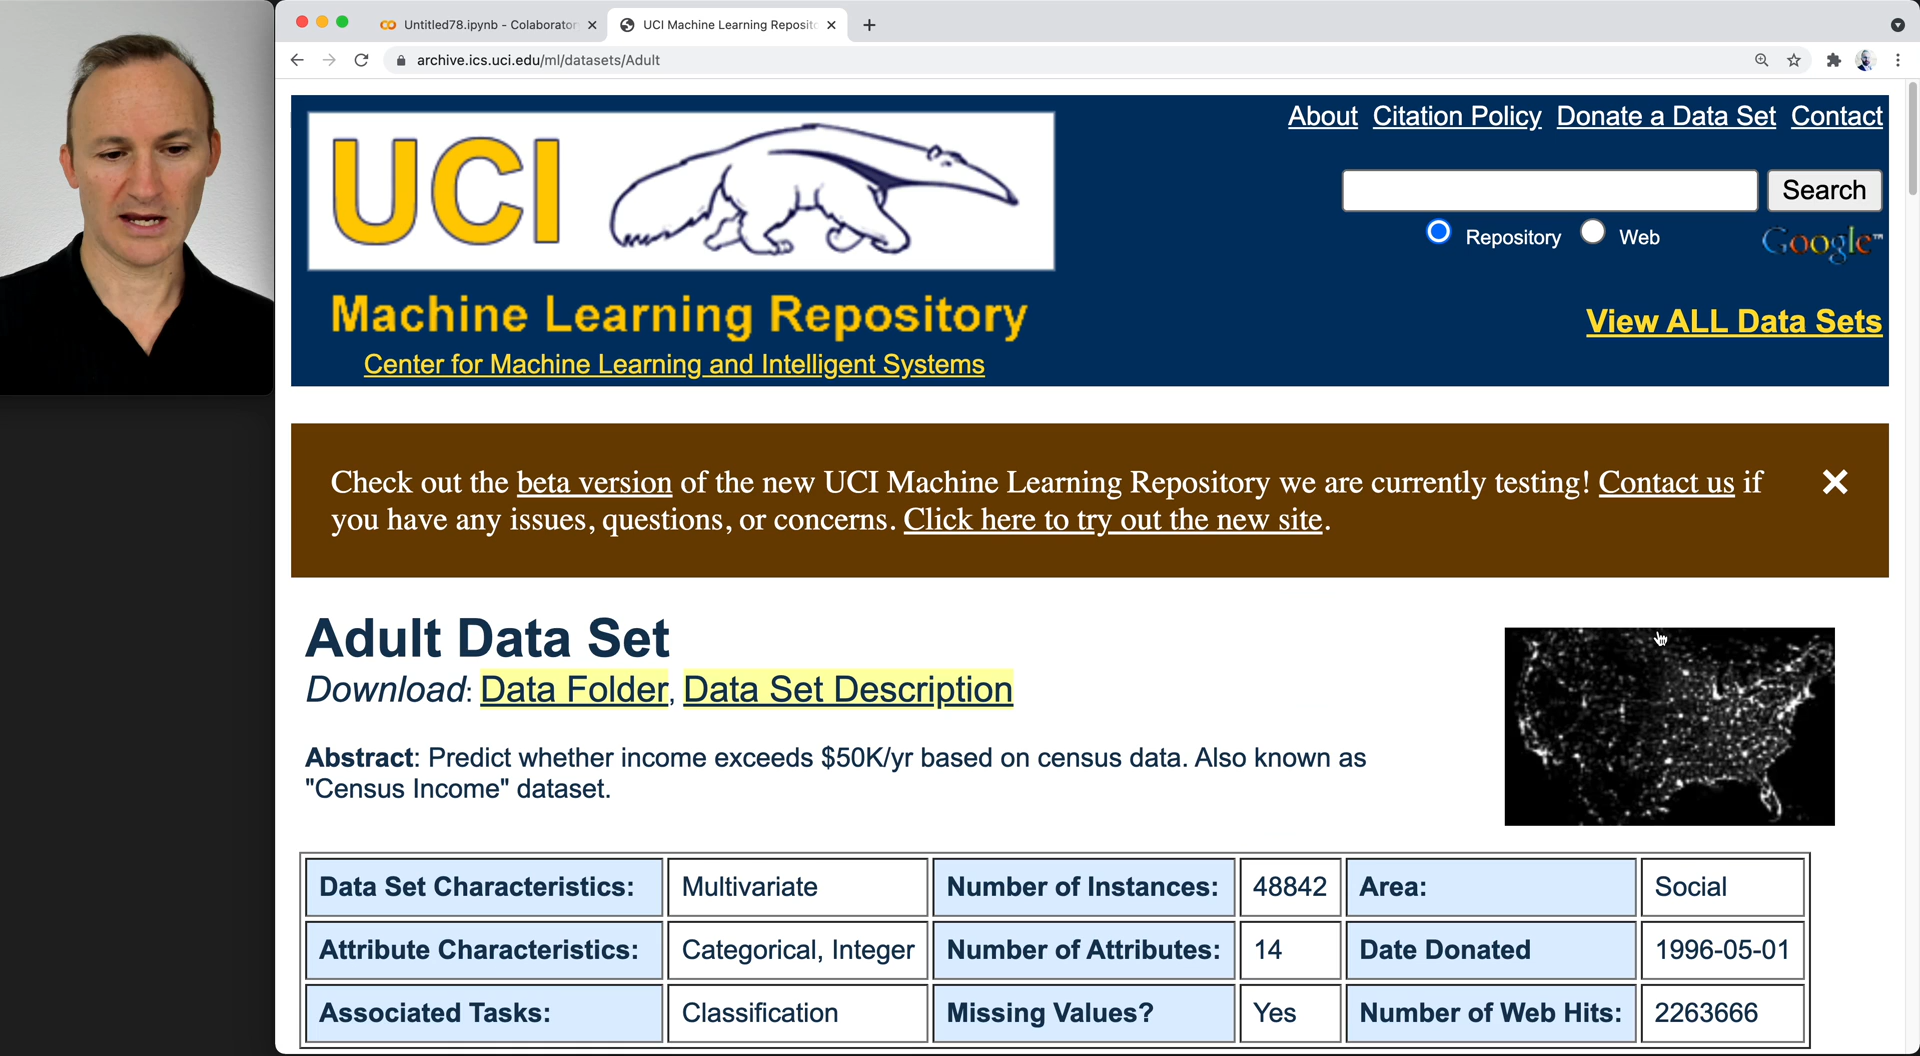 Untitled78.ipynb - Colaborator
UCI Machine Learning Reposito
archive.ics.uci.edu/ml/datasets/Adult
UCI
Machine Learning Repository
Center for Machine Learning and Intelligent Systems
About Citation Policy Donate a Data Set Contact
Search
Repository Web Google™
View ALL Data Sets
Check out the beta version of the new UCI Machine Learning Repository we are currently testing! Contact us if
you have any issues, questions, or concerns. Click here to try out the new site.
Adult Data Set
Download: Data Folder, Data Set Description
Abstract: Predict whether income exceeds $50K/yr based on census data. Also known as
"Census Income" dataset.
Data Set Characteristics: Multivariate Number of Instances: 48842 Area: Social
Attribute Characteristics: Categorical, Integer Number of Attributes: 14 Date Donated 1996-05-01
Associated Tasks: Classification Missing Values? Yes Number of Web Hits: 2263666